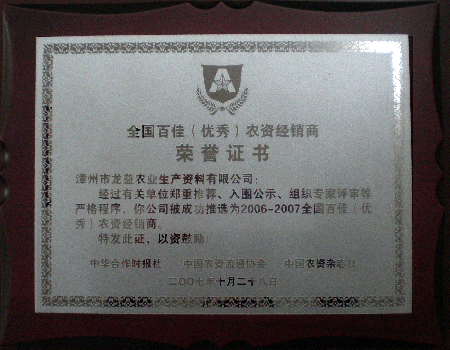 全国百佳（优秀）农资经销商
荣誉证书
漳州市龙益农业生产资料有限公司：
经过有关单位郑重推荐、入围公示、组织专家评审等
严格程序，你公司被成功推选为2006-2007全国百佳（优
秀）农资经销商。
特发此证，以资鼓励！
中华合作时报社 中国农资流通协会 中国农资杂志社
二〇〇七年十月二十八日